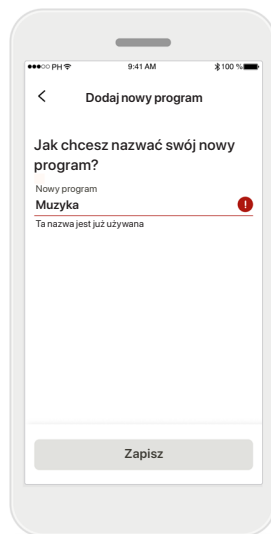 PH 9:41 AM 100 %
Dodaj nowy program
Jak chcesz nazwać swój nowy
program?
Nowy program
Muzyka !
Ta nazwa jest już używana
Zapisz